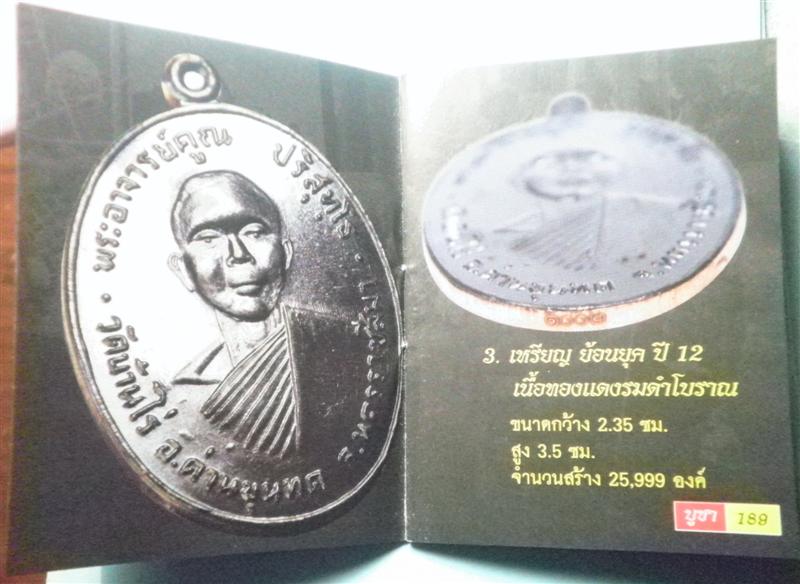 พระอาจารย์คูณ ปริสุทฺโธ
วัดบ้านไร่ อ.ด่านขุนทด จ.นครราชสีมา
3. เหรียญ ย้อนยุค ปี 12
เนื้อทองแดงรมดำโบราณ
ขนาดกว้าง 2.35 ซม.
สูง 3.5 ซม.
จำนวนสร้าง 25,999 องค์
บูชา 189